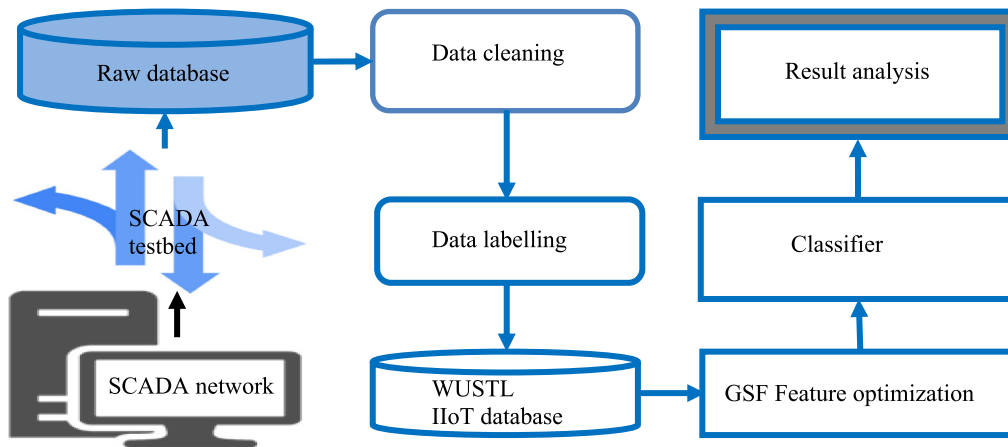 Raw database
Data cleaning
Result analysis
SCADA
testbed
Data labelling
Classifier
SCADA network
WUSTL
IIoT database
GSF Feature optimization